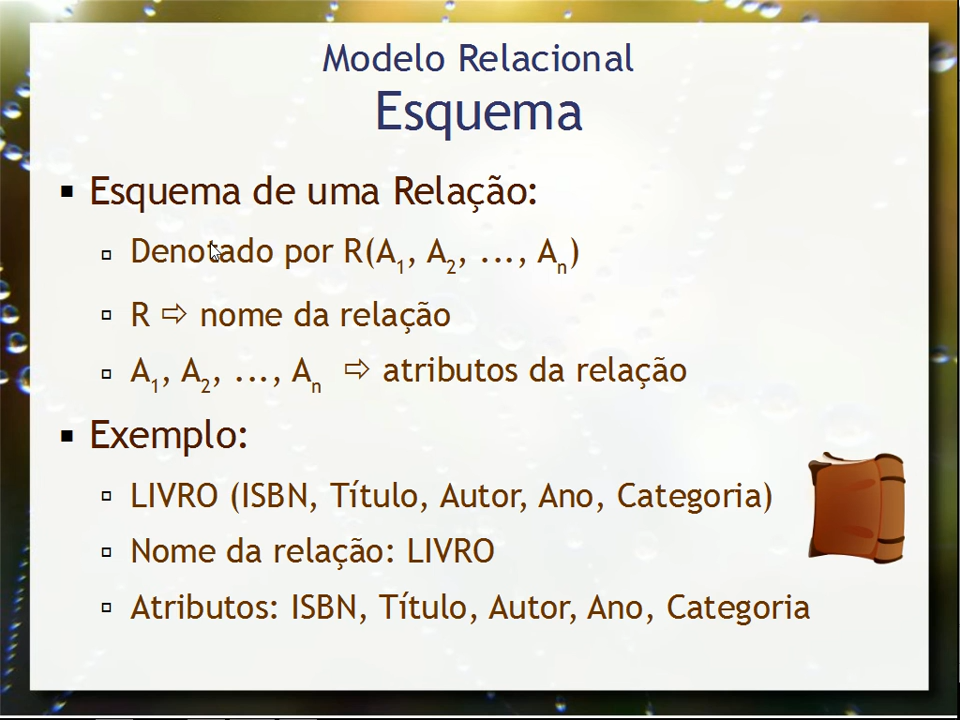 Modelo Relacional
Esquema
Esquema de uma Relação:
Denotado por R(A1, A2, ..., An)
R ⇨ nome da relação
A1, A2, ..., An ⇨ atributos da relação
Exemplo:
LIVRO (ISBN, Título, Autor, Ano, Categoria)
Nome da relação: LIVRO
Atributos: ISBN, Título, Autor, Ano, Categoria